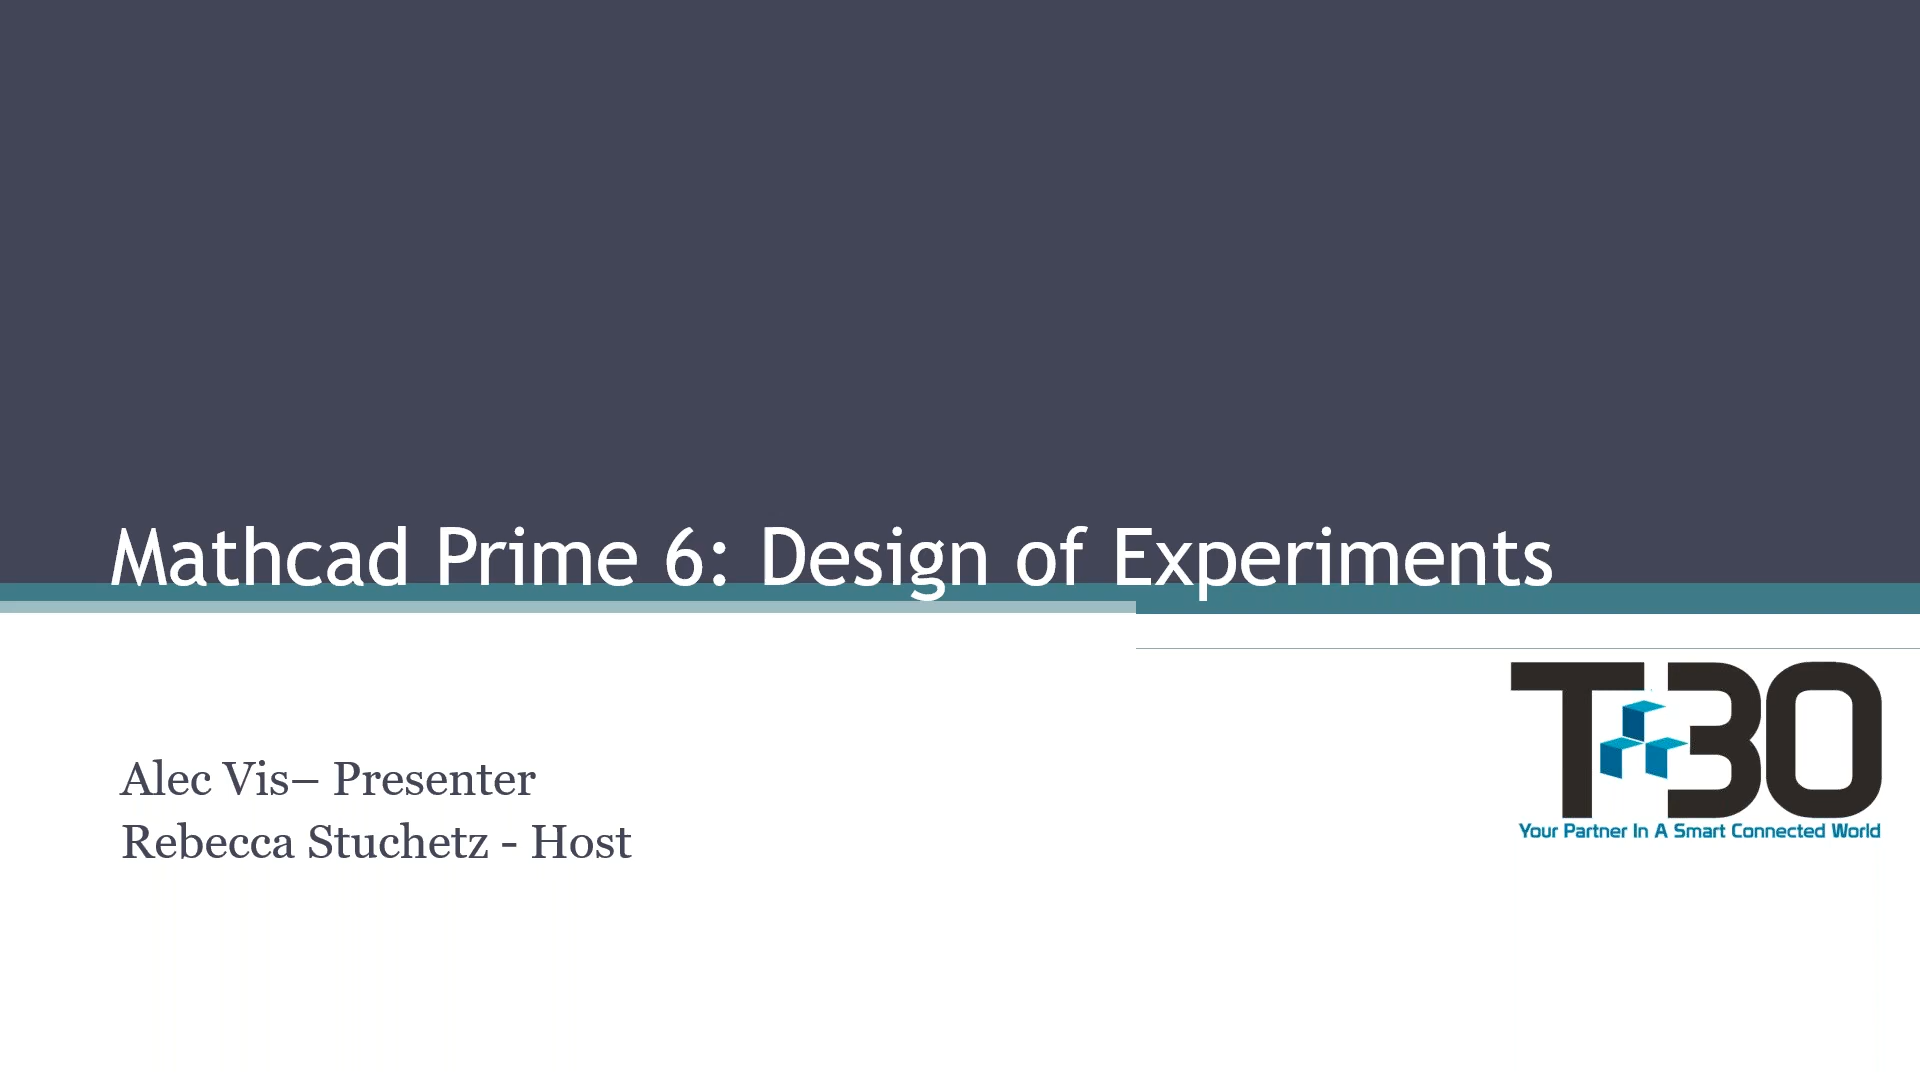 Mathcad Prime 6: Design of Experiments
Alec Vis– Presenter
Rebecca Stuchetz - Host
T30
Your Partner In A Smart Connected World